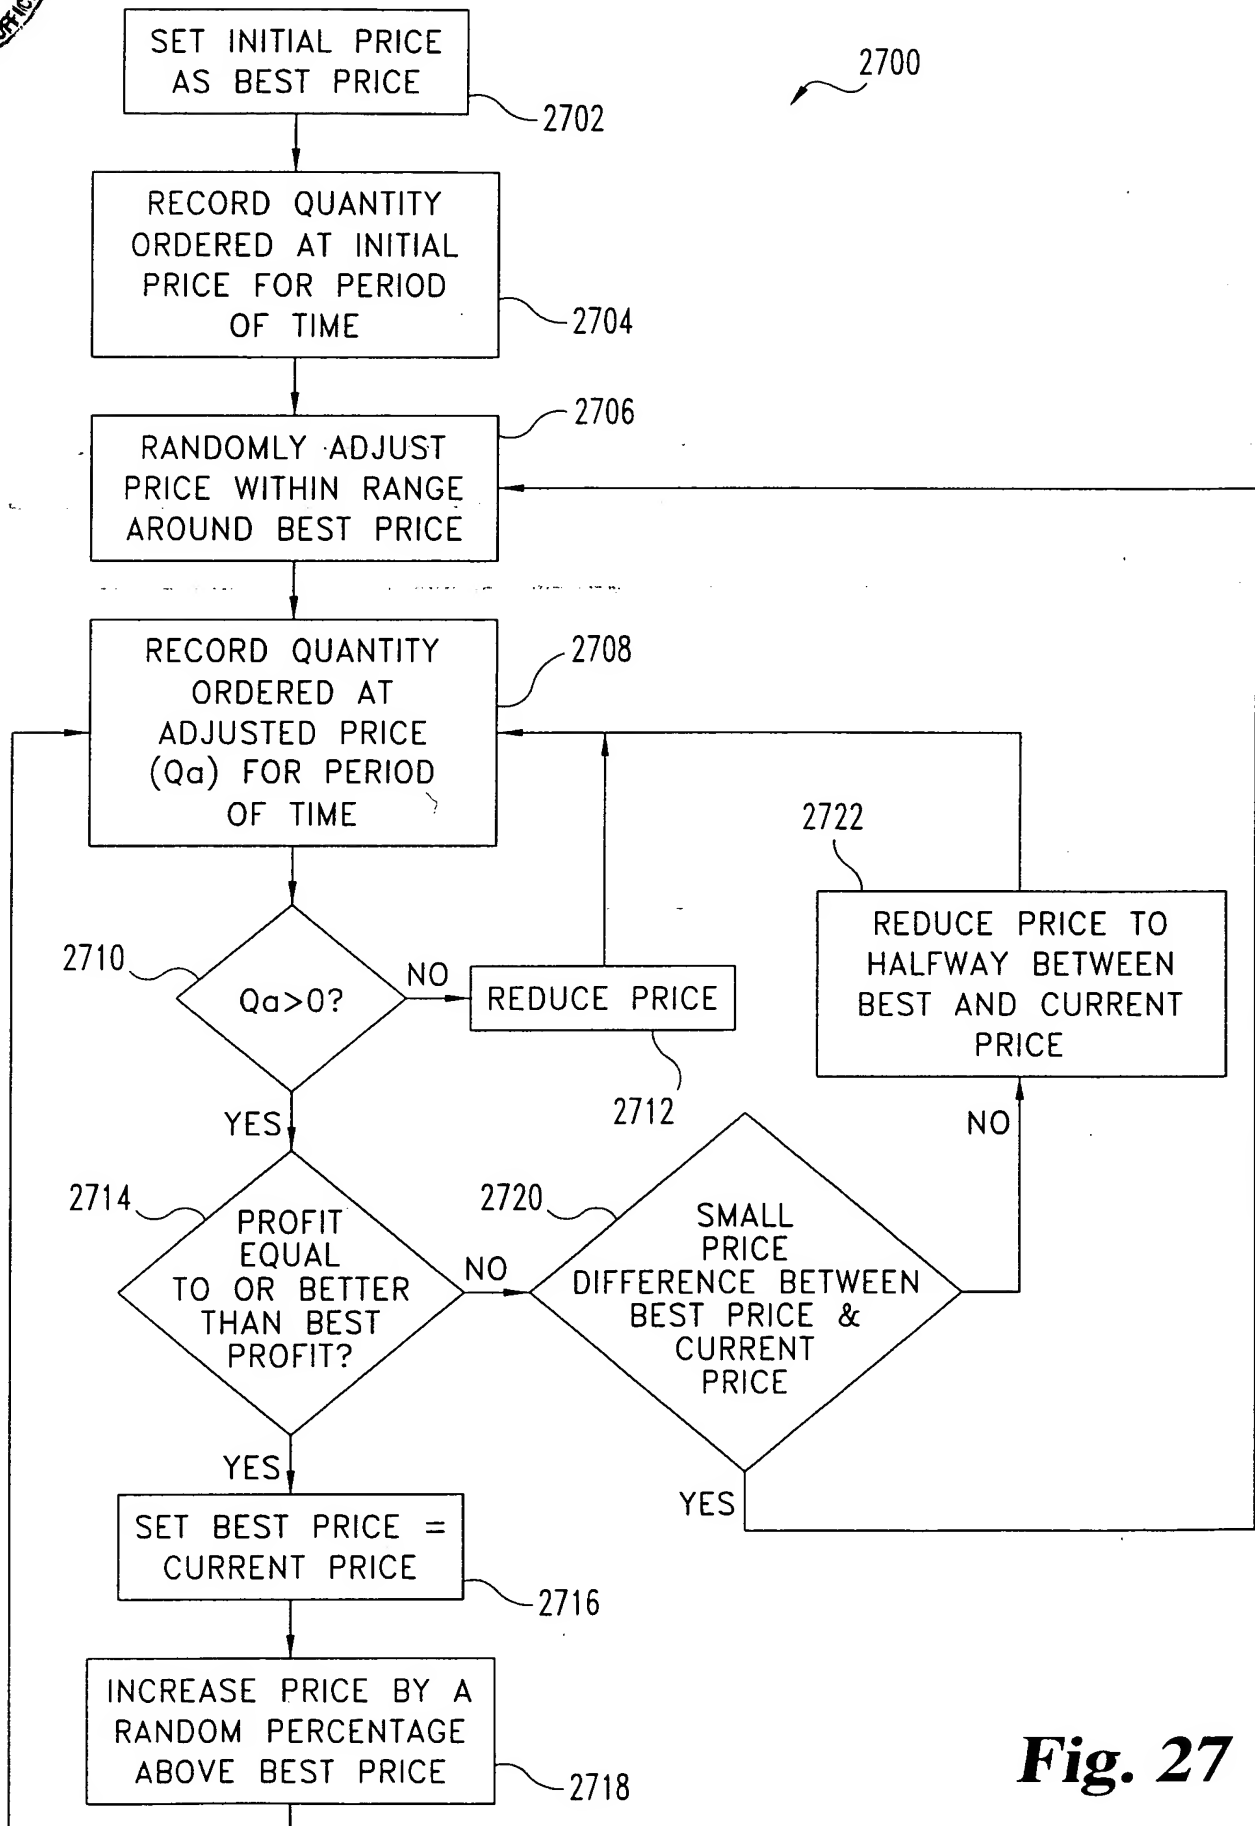 SET INITIAL PRICE
AS BEST PRICE
2700
2702
RECORD QUANTITY
ORDERED AT INITIAL
PRICE FOR PERIOD
OF TIME
2704
2706
RANDOMLY ADJUST
PRICE WITHIN RANGE
AROUND BEST PRICE
RECORD QUANTITY
ORDERED AT
ADJUSTED PRICE
(Qa) FOR PERIOD
OF TIME
2708
2722
REDUCE PRICE TO
HALFWAY BETWEEN
BEST AND CURRENT
PRICE
2710
Qa>0?
NO
REDUCE PRICE
2712
YES
NO
2714
PROFIT
EQUAL
TO OR BETTER
THAN BEST
PROFIT?
NO
2720
SMALL
PRICE
DIFFERENCE BETWEEN
BEST PRICE &
CURRENT
PRICE
YES
YES
SET BEST PRICE =
CURRENT PRICE
2716
INCREASE PRICE BY A
RANDOM PERCENTAGE
ABOVE BEST PRICE
2718
Fig. 27